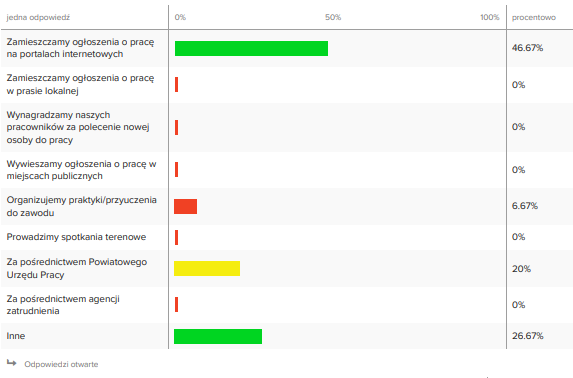 jedna odpowiedź 0% 50% 100% procentowo
Zamieszczamy ogłoszenia o pracę
na portalach internetowych
46.67%
Zamieszczamy ogłoszenia o pracę
w prasie lokalnej
0%
Wynagradzamy naszych
pracowników za polecenie nowej
osoby do pracy
0%
Wywieszamy ogłoszenia o pracę w
miejscach publicznych
0%
Organizujemy praktyki/przyuczenia
do zawodu
6.67%
Prowadzimy spotkania terenowe 0%
Za pośrednictwem Powiatowego
Urzędu Pracy
20%
Za pośrednictwem agencji
zatrudnienia
0%
Inne 26.67%
Odpowiedzi otwarte